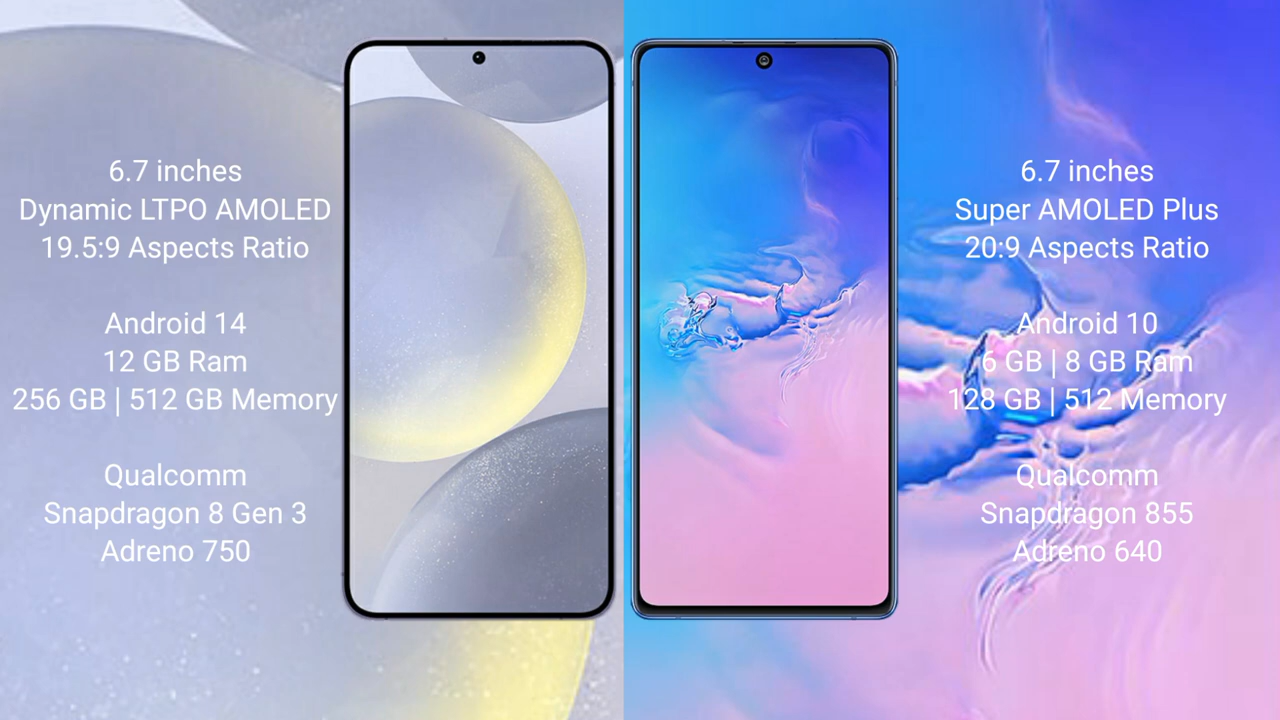 6.7 inches
Dynamic LTPO AMOLED
19.5:9 Aspects Ratio
Android 14
12 GB Ram
256 GB | 512 GB Memory
Qualcomm
Snapdragon 8 Gen 3
Adreno 750
6.7 inches
Super AMOLED Plus
20:9 Aspects Ratio
Android 10
6 GB | 8 GB Ram
128 GB | 512 Memory
Qualcomm
Snapdragon 855
Adreno 640